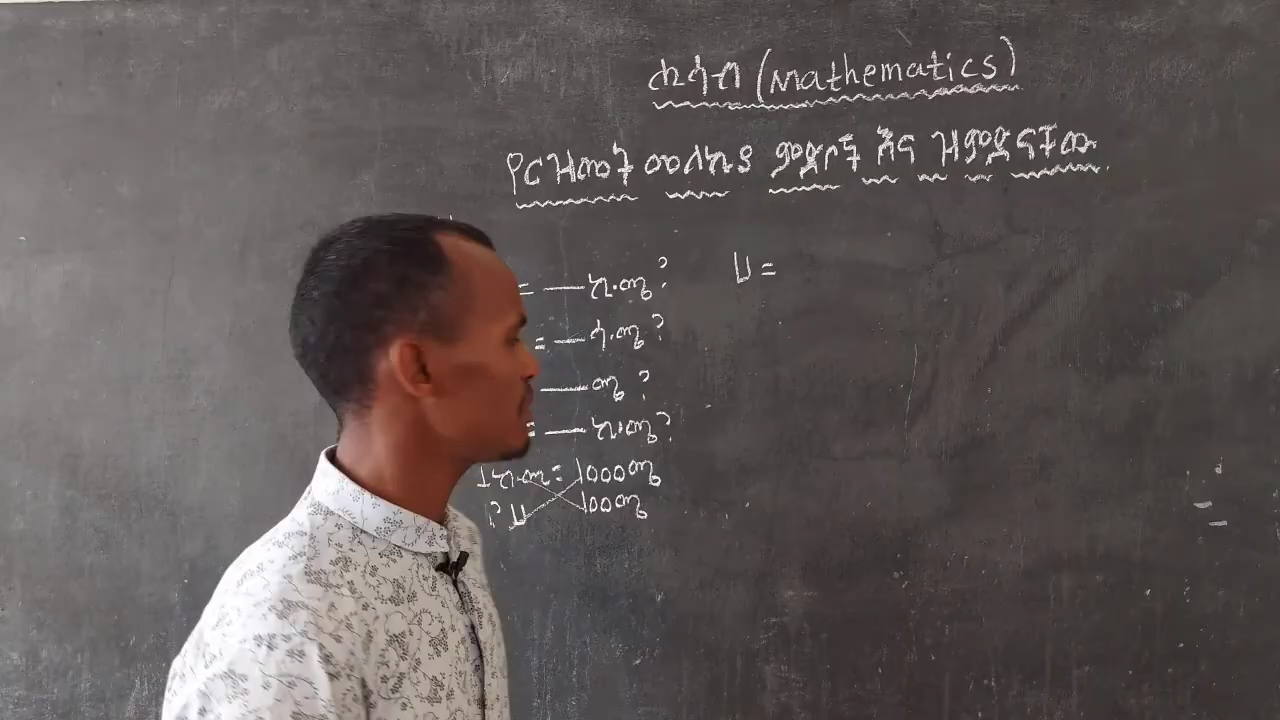 ሒሳብ (Mathematics)
የርዝመት መለኪያ ምድቦች እና ዝምድናቸው
= — ኪ.ሜ?
= — ሳ.ሜ?
— ሜ?
= — ኪ.ሜ?
1ኪ.ሜ = 1000ሜ
? ሀ 100ሜ
ሀ =